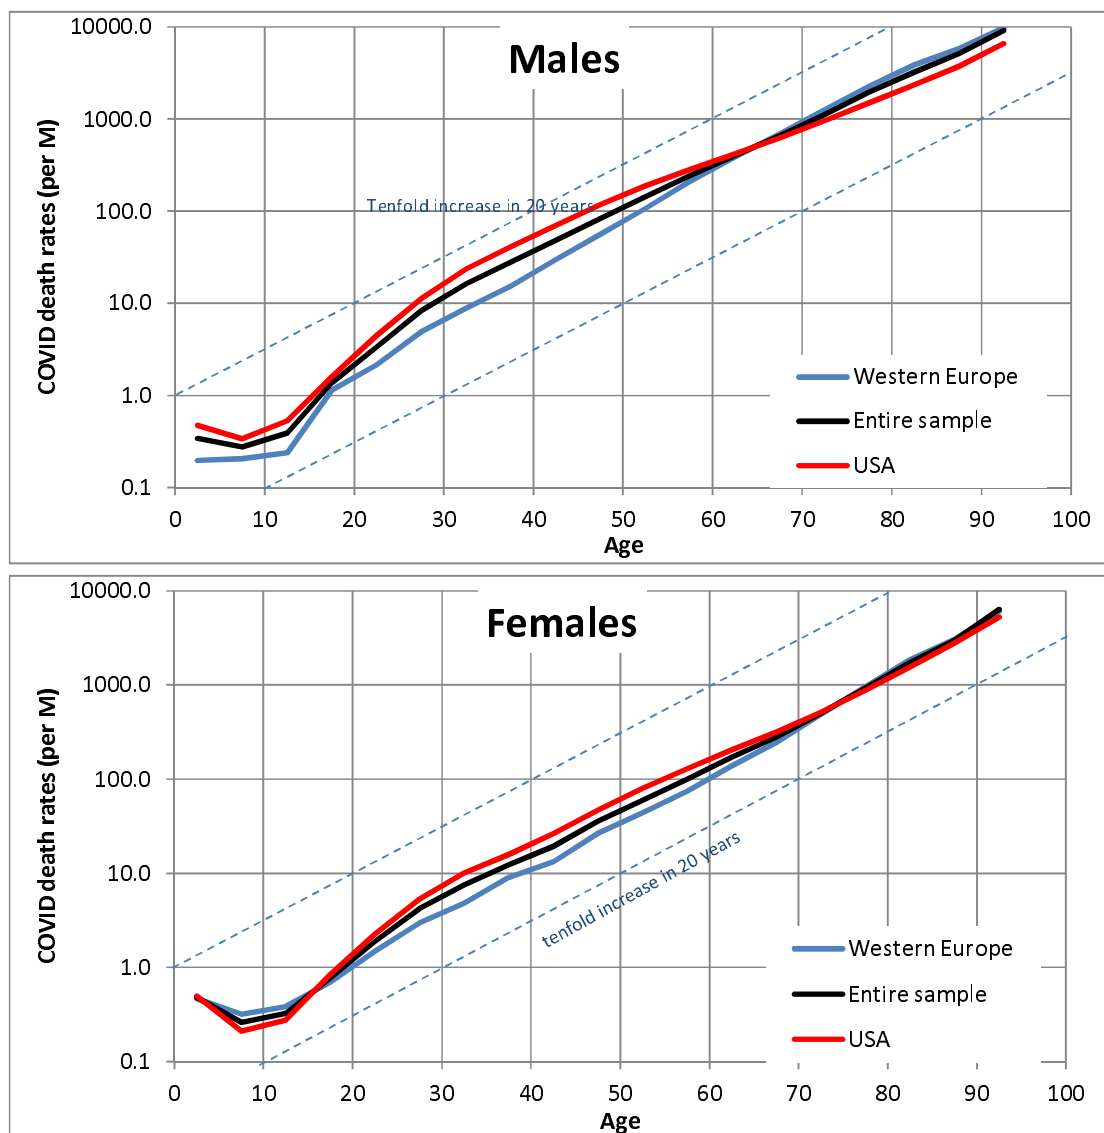 Males
COVID death rates (per M)
10000.0
1000.0
100.0
10.0
1.0
0.1
Tenfold increase in 20 years
Western Europe
Entire sample
USA
0 10 20 30 40 50 60 70 80 90 100
Age
Females
COVID death rates (per M)
10000.0
1000.0
100.0
10.0
1.0
0.1
tenfold increase in 20 years
Western Europe
Entire sample
USA
0 10 20 30 40 50 60 70 80 90 100
Age